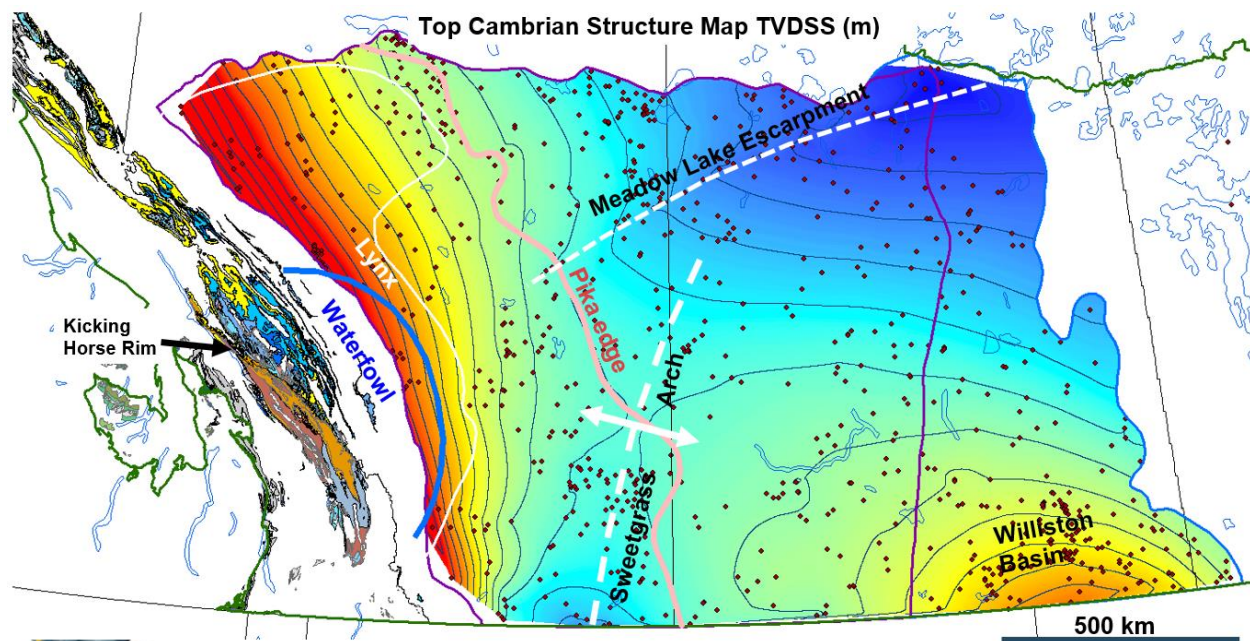 Top Cambrian Structure Map TVDSS (m)
Meadow Lake Escarpment
Lynx
Pika edge
Kicking
Horse Rim
Waterfowl
Sweetgrass Arch
Williston
Basin
500 km